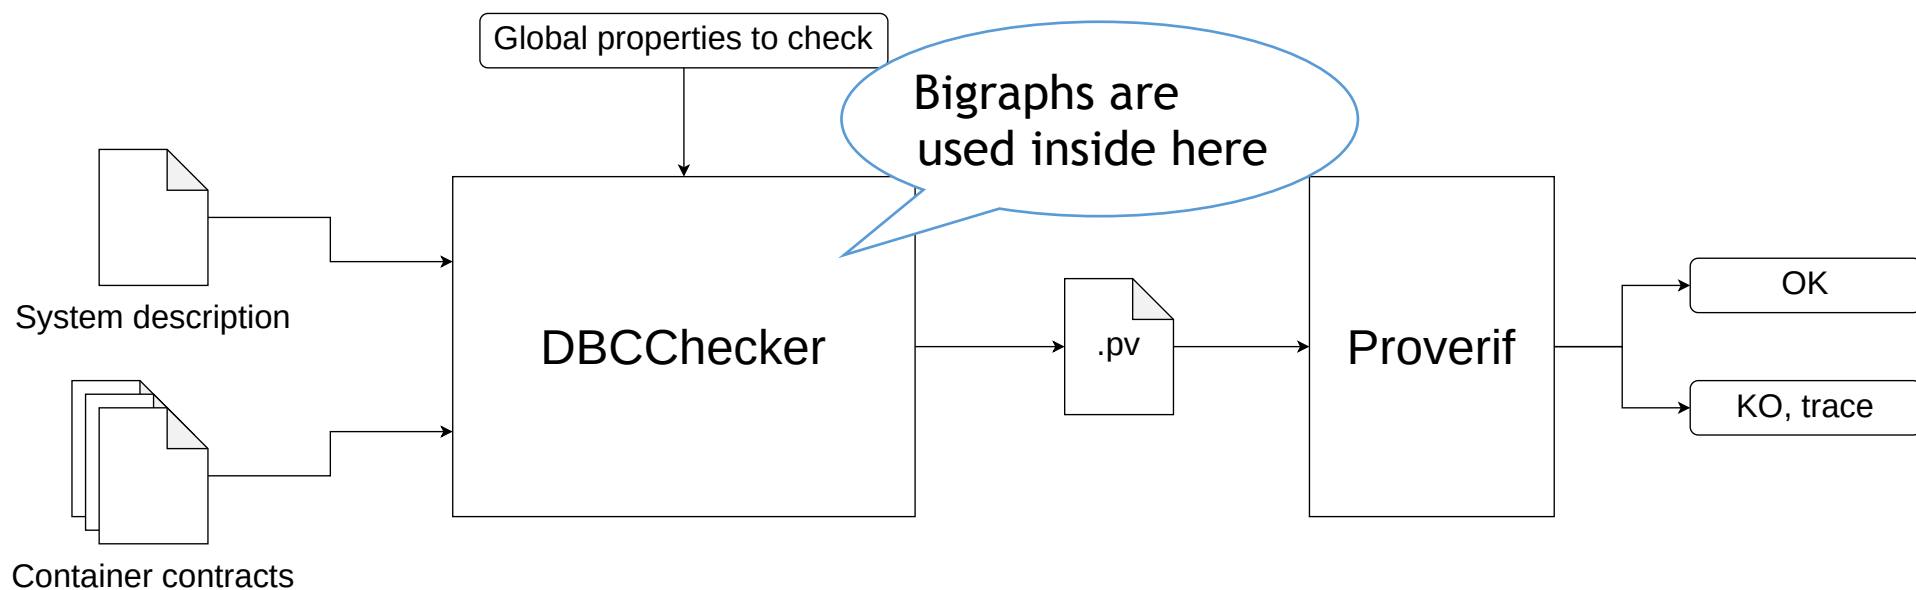 Global properties to check
Bigraphs are
used inside here
System description
DBCChecker
.pv
Proverif
OK
KO, trace
Container contracts